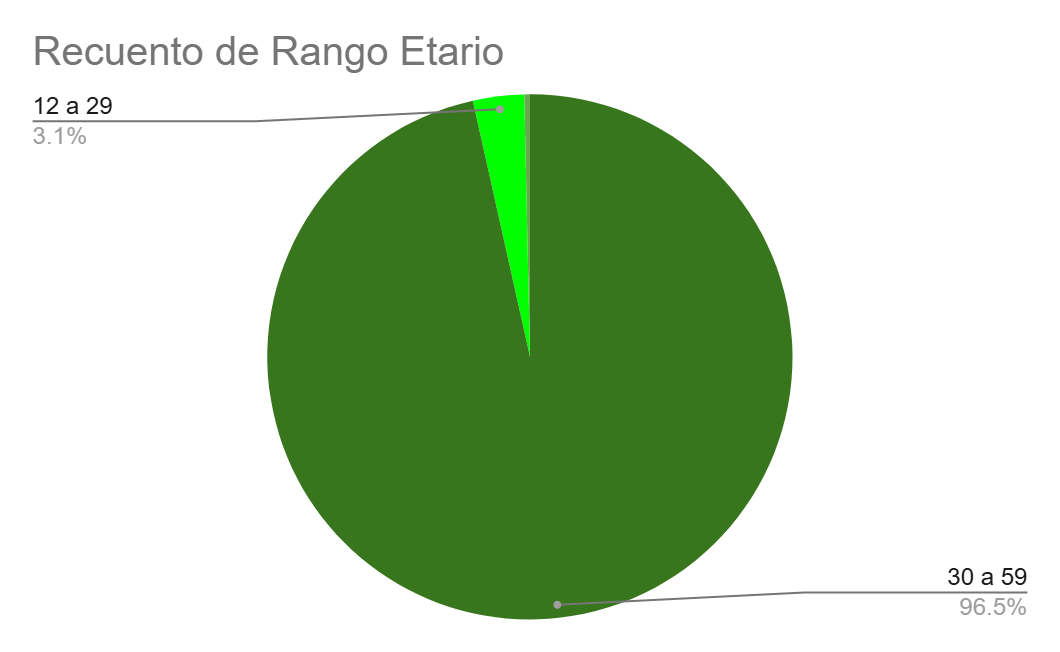 Recuento de Rango Etario
12 a 29
3.1%
30 a 59
96.5%